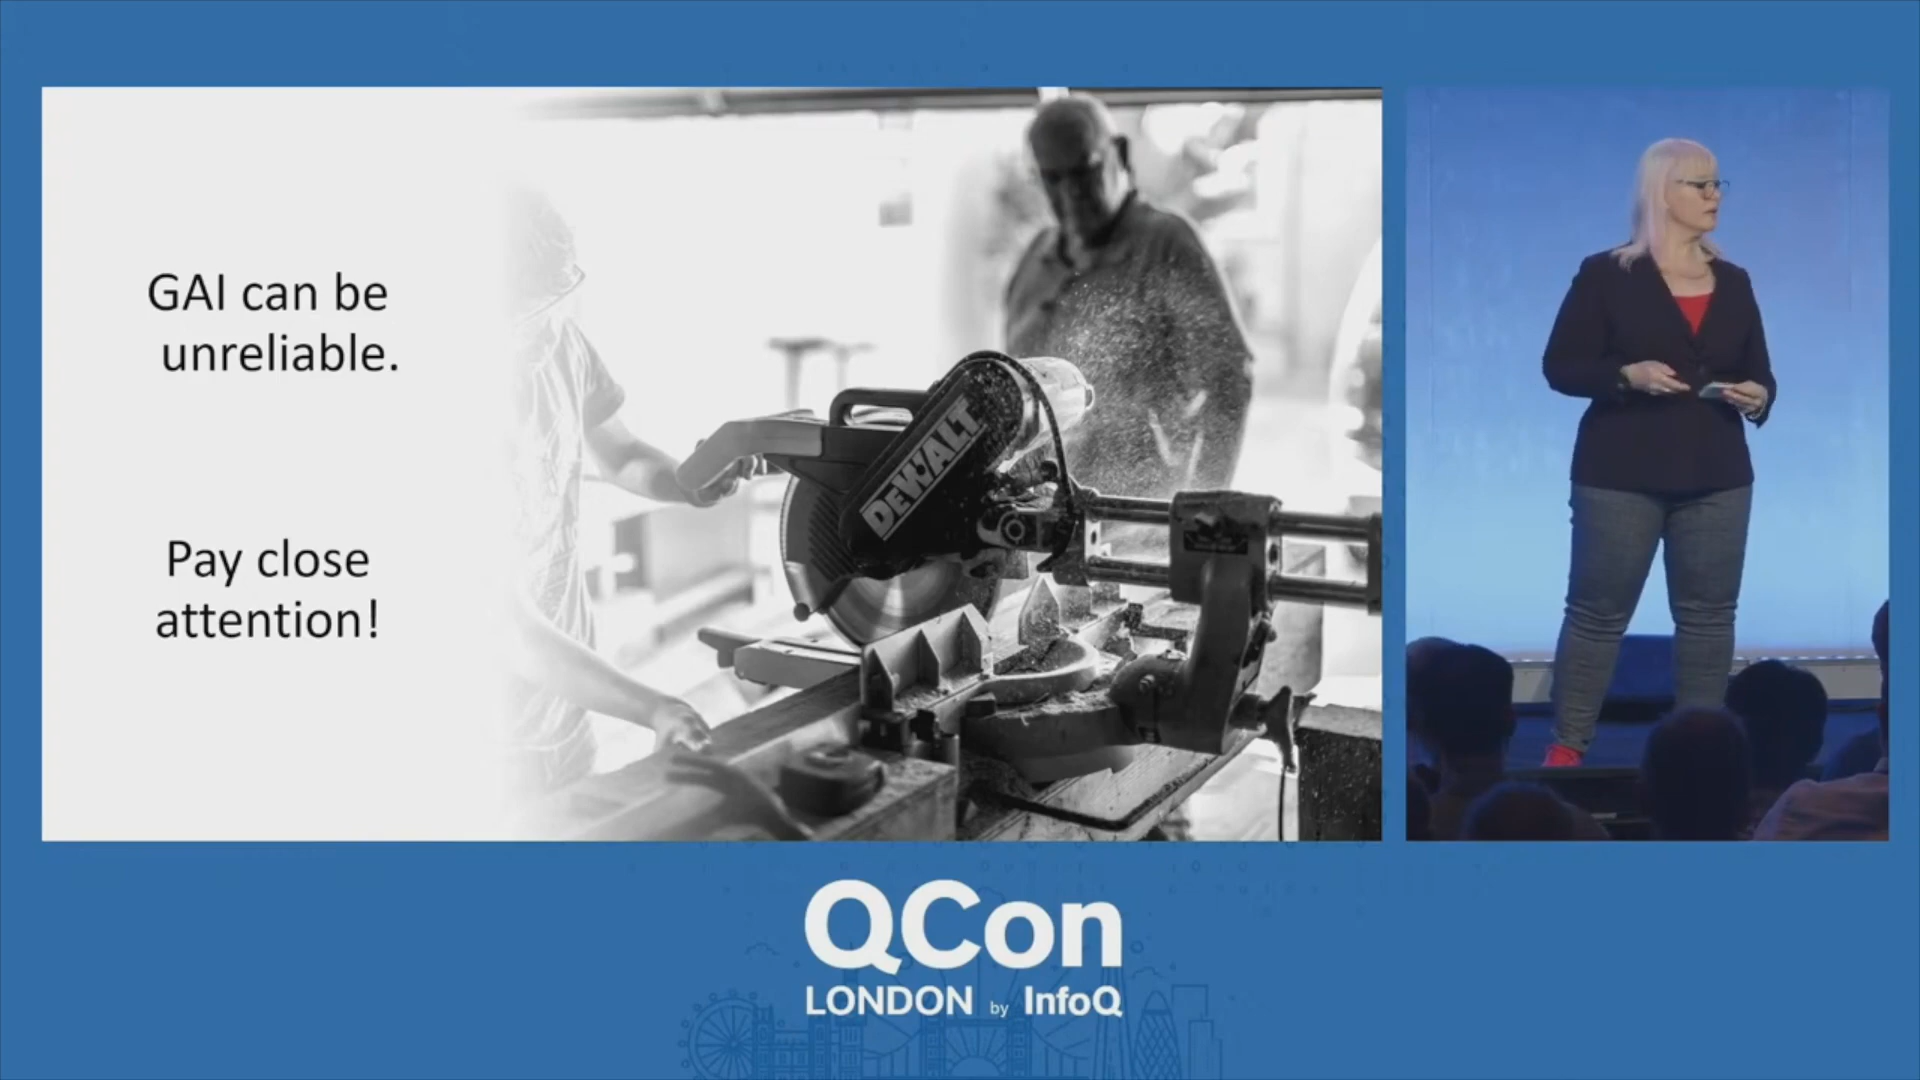 GAI can be
unreliable.
Pay close
attention!
DEWALT
QCon
LONDON by InfoQ